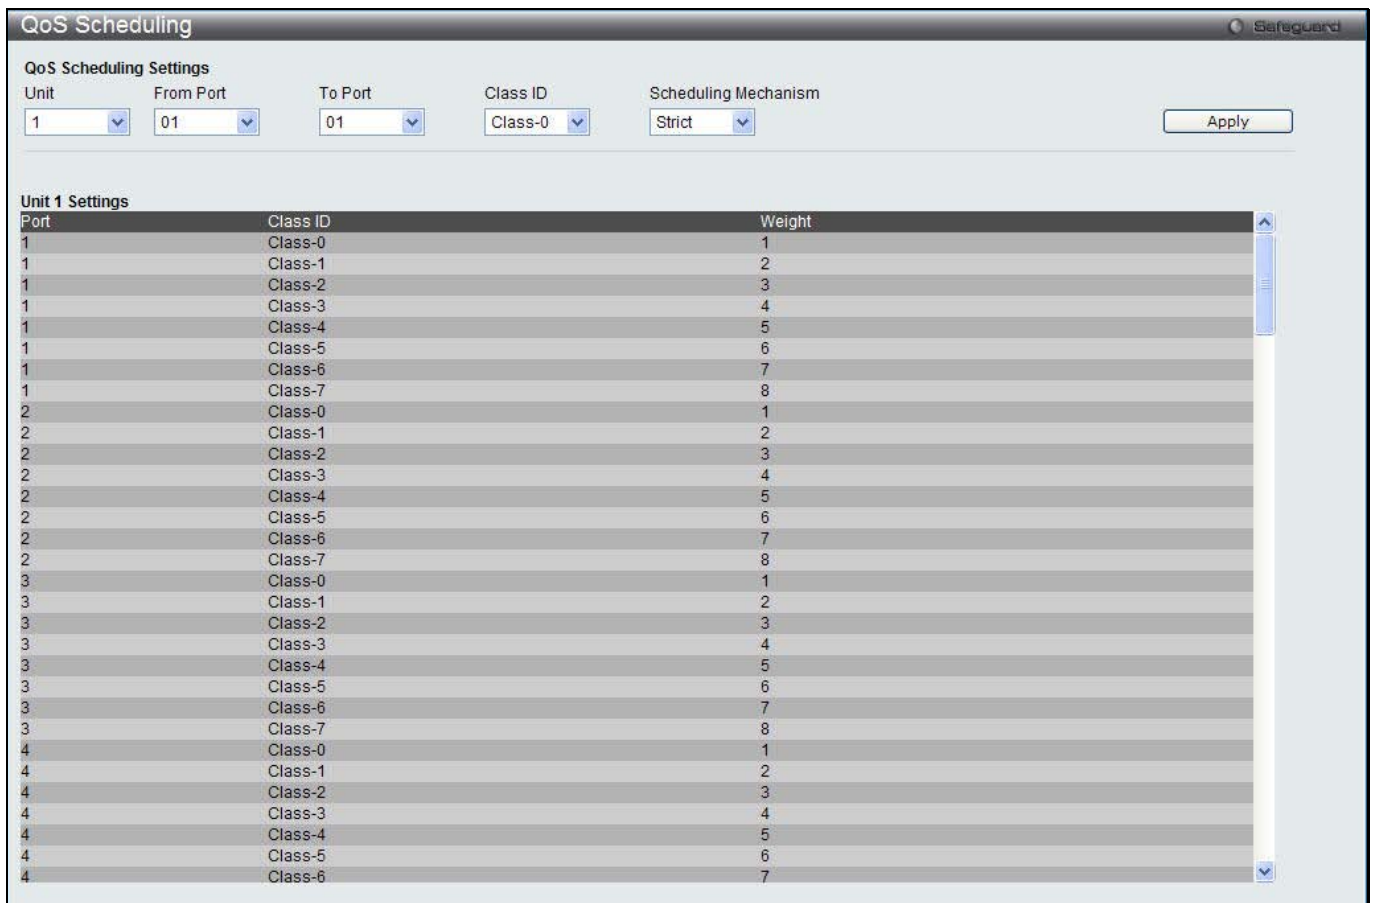 QoS Scheduling
Safeguard
QoS Scheduling Settings
Unit From Port To Port Class ID Scheduling Mechanism
1 01 01 Class-0 Strict Apply
Unit 1 Settings
Port Class ID Weight
1 Class-0 1
1 Class-1 2
1 Class-2 3
1 Class-3 4
1 Class-4 5
1 Class-5 6
1 Class-6 7
1 Class-7 8
2 Class-0 1
2 Class-1 2
2 Class-2 3
2 Class-3 4
2 Class-4 5
2 Class-5 6
2 Class-6 7
2 Class-7 8
3 Class-0 1
3 Class-1 2
3 Class-2 3
3 Class-3 4
3 Class-4 5
3 Class-5 6
3 Class-6 7
3 Class-7 8
4 Class-0 1
4 Class-1 2
4 Class-2 3
4 Class-3 4
4 Class-4 5
4 Class-5 6
4 Class-6 7